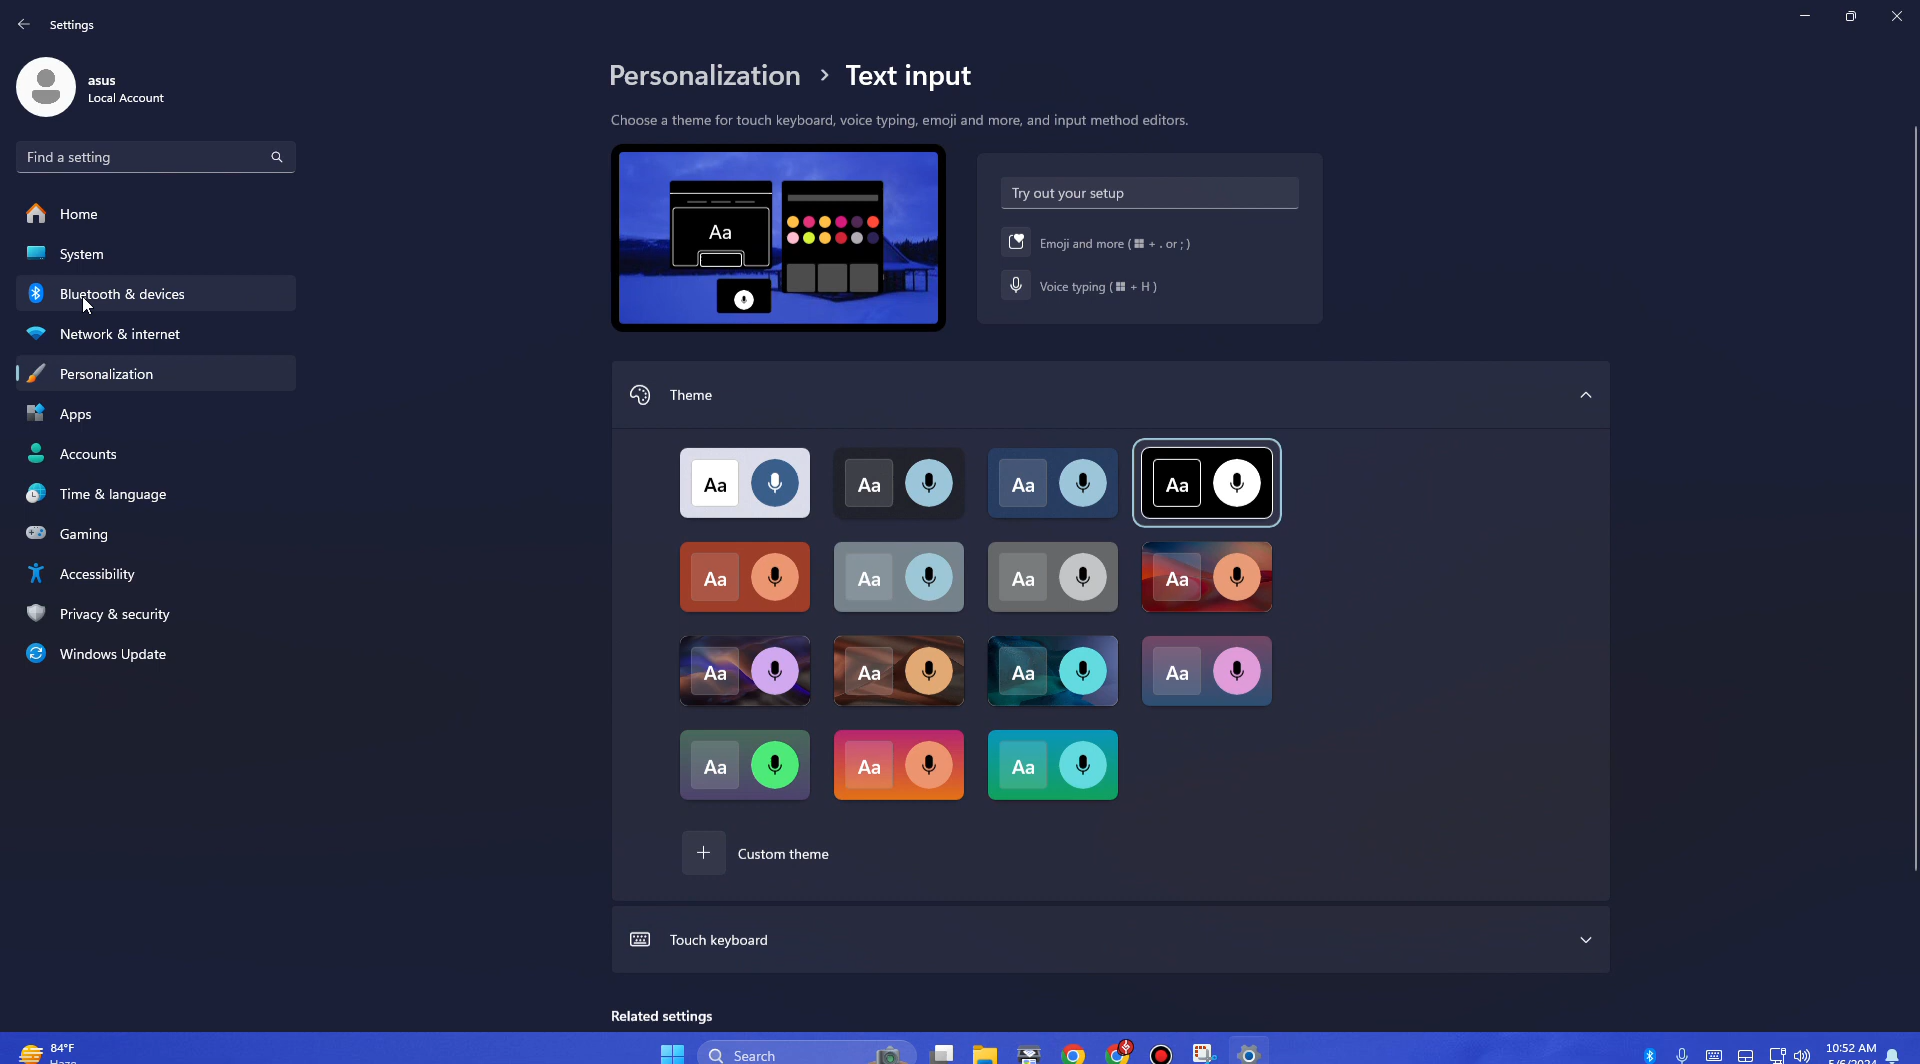 Settings
asus
Local Account
Find a setting
Home
System
Bluetooth & devices
Network & internet
Personalization
Apps
Accounts
Time & language
Gaming
Accessibility
Privacy & security
Windows Update
Personalization > Text input
Choose a theme for touch keyboard, voice typing, emoji and more, and input method editors.
Aa
Try out your setup
Emoji and more ( + . or ; )
Voice typing ( + H )
Theme
Aa Aa Aa Aa
Aa Aa Aa Aa
Aa Aa Aa Aa
Aa Aa Aa
+ Custom theme
Touch keyboard
Related settings
84°F
Haze
Search
10:52 AM
5/6/2024